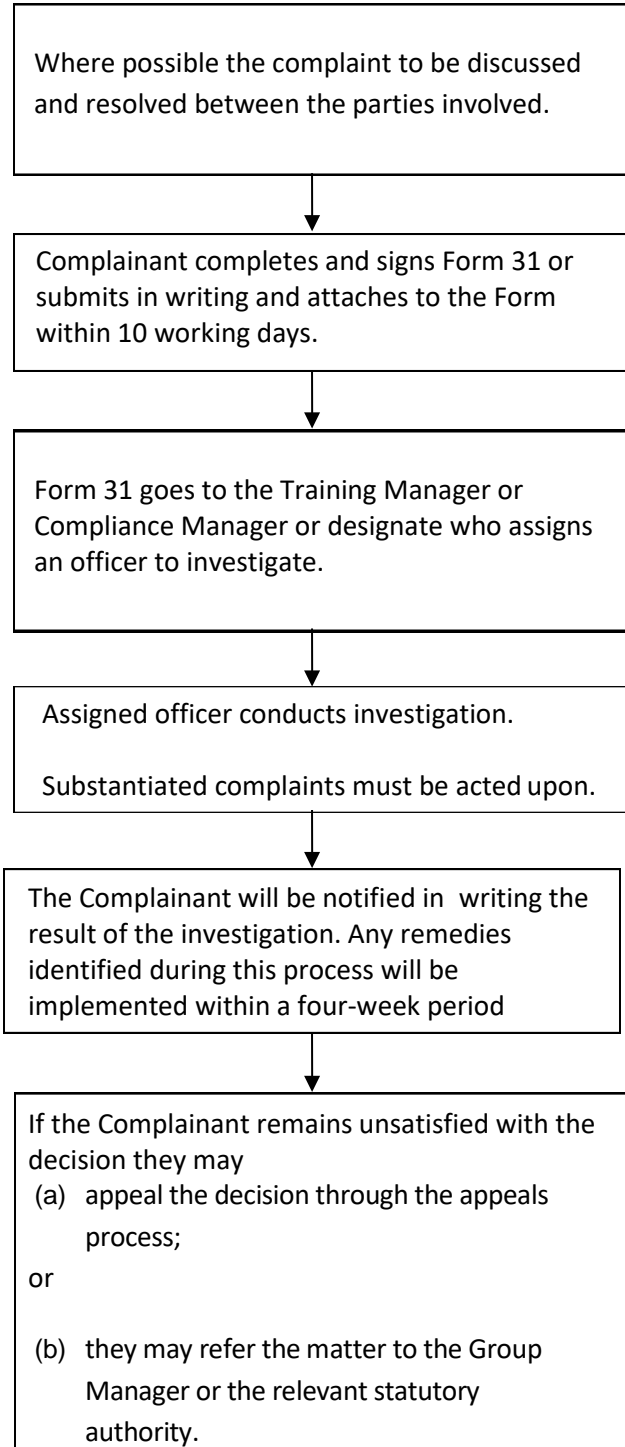 Where possible the complaint to be discussed
and resolved between the parties involved.
Complainant completes and signs Form 31 or
submits in writing and attaches to the Form
within 10 working days.
Form 31 goes to the Training Manager or
Compliance Manager or designate who assigns
an officer to investigate.
Assigned officer conducts investigation.
Substantiated complaints must be acted upon.
The Complainant will be notified in writing the
result of the investigation. Any remedies
identified during this process will be
implemented within a four-week period
If the Complainant remains unsatisfied with the
decision they may
(a) appeal the decision through the appeals
process;
or
(b) they may refer the matter to the Group
Manager or the relevant statutory
authority.